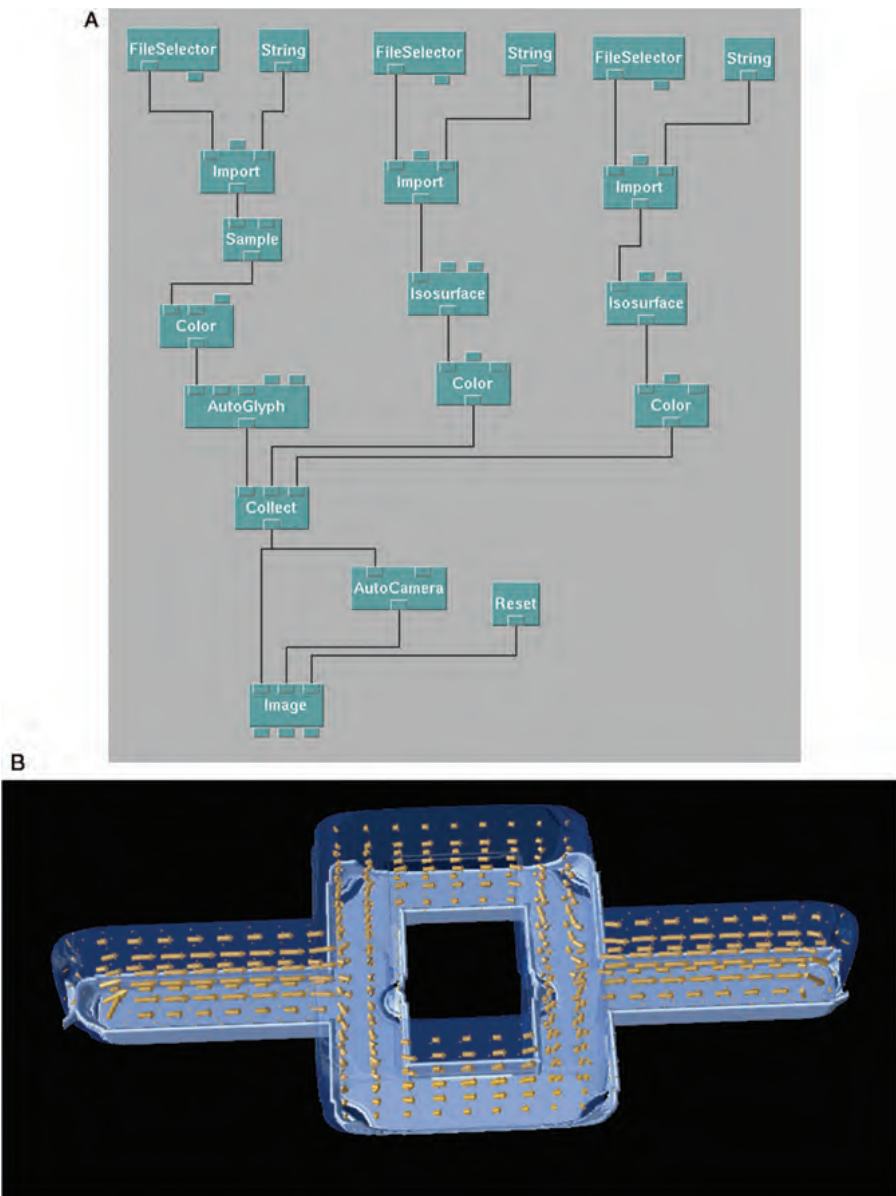 A
FileSelector String FileSelector String FileSelector String
Import Import Import
Sample
Isosurface Isosurface
Color Color Color
AutoGlyph
Collect
AutoCamera Reset
Image
B